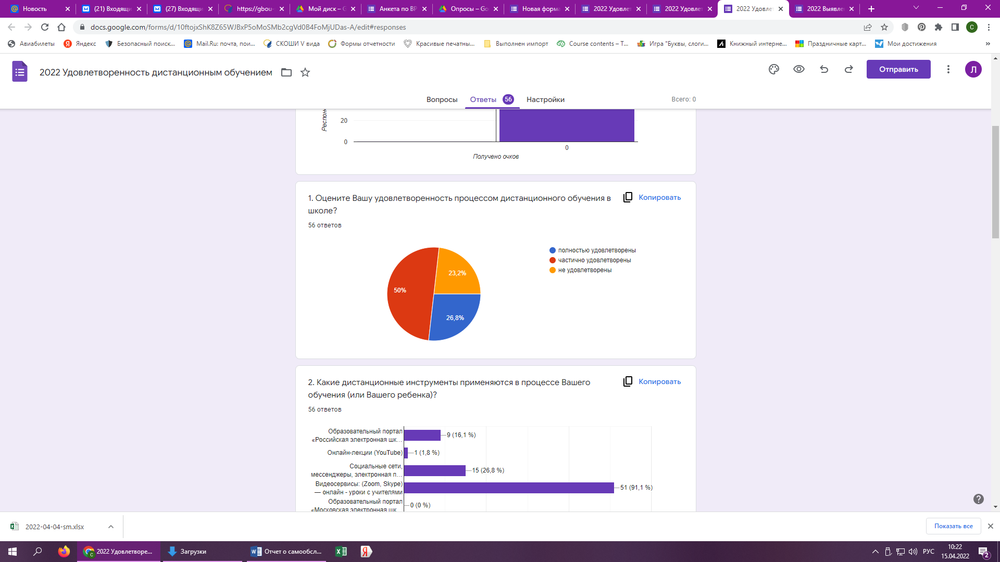 Новость
(21) Входящи
(27) Входящи
https://gbou-
Мой диск – G
Анкета по ВР
Опросы – Go
Новая форма
2022 Удовлет
2022 Удовлет
2022 Удовлет
2022 Выявле
docs.google.com/forms/d/10ftojxShK8Z65WJBxP5oMoSMb2cgVd0B4FoMjUDas-A/edit#responses
С
Авиабилеты
Яндекс
Безопасный поиск...
Mail.Ru: почта, пои...
СКОШИ V вида
Формы отчетности
Красивые печатны...
Выполнен импорт
Course contents – T...
Игра "Буквы, слоги...
Книжный интерне...
Праздничные карт...
Мои достижения
»
2022 Удовлетворенность дистанционным обучением
Отправить
Л
Вопросы
Ответы 56
Настройки
Всего: 0
20
0
0
Получено очков
1. Оцените Вашу удовлетворенность процессом дистанционного обучения в
школе?
Копировать
56 ответов
полностью удовлетворены
частично удовлетворены
не удовлетворены
23,2%
50%
26,8%
2. Какие дистанционные инструменты применяются в процессе Вашего
обучения (или Вашего ребенка)?
Копировать
56 ответов
Образовательный портал
«Российская электронная шк...
9 (16,1 %)
Онлайн-лекции (YouTube)
1 (1,8 %)
Социальные сети,
мессенджеры, электронная п...
15 (26,8 %)
Видеосервисы: (Zoom, Skype)
— онлайн - уроки с учителями
51 (91,1 %)
Образовательный портал
«Московская электронная шк...
0 (0 %)
2022-04-04-sm.xlsx
Показать все
2022 Удовлетворе...
Загрузки
Отчет о самообсл...
РУС
10:22
15.04.2022
2